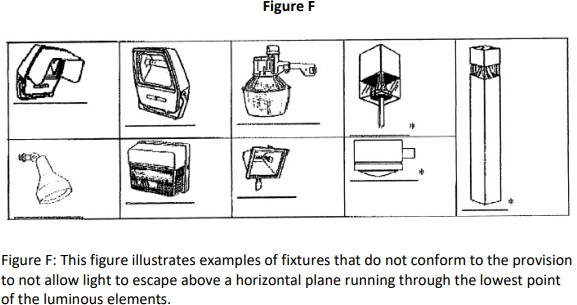 Figure F
*
*
*
Figure F: This figure illustrates examples of fixtures that do not conform to the provision
to not allow light to escape above a horizontal plane running through the lowest point
of the luminous elements.